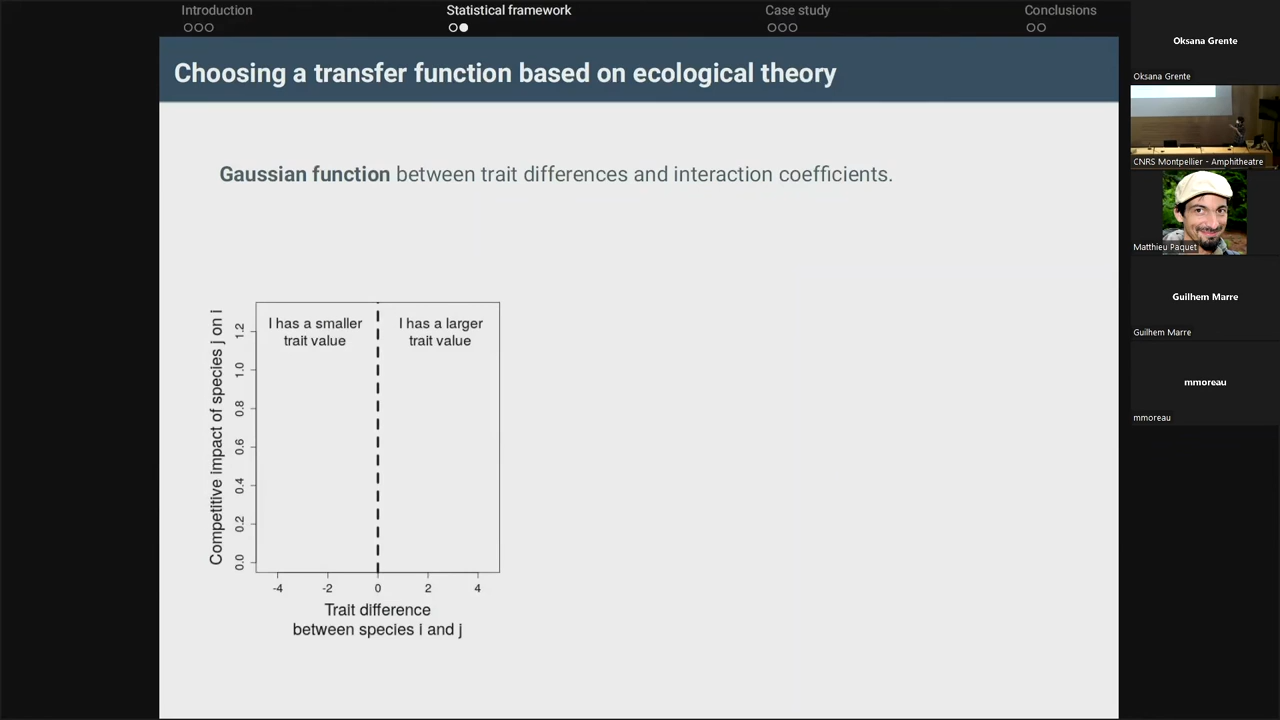 Introduction
Statistical framework
Case study
Conclusions
Choosing a transfer function based on ecological theory
Gaussian function between trait differences and interaction coefficients.
I has a smaller
trait value
I has a larger
trait value
Competitive impact of species j on i
1.2
1.0
0.8
0.6
0.4
0.2
0.0
-4
-2
0
2
4
Trait difference
between species i and j
Oksana Grente
Oksana Grente
CNRS Montpellier - Amphitheatre
Matthieu Paquet
Guilhem Marre
Guilhem Marre
mmoreau
mmoreau